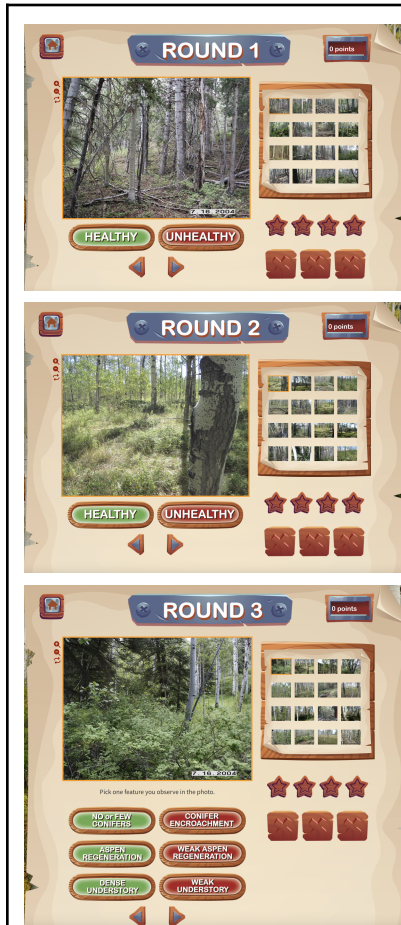 ROUND 1
0 points
7.16.2004
HEALTHY
UNHEALTHY
ROUND 2
0 points
HEALTHY
UNHEALTHY
ROUND 3
0 points
7.16.2004
Pick one feature you observe in the photo.
NO or FEW
CONIFERS
CONIFER
ENCROACHMENT
ASPEN
REGENERATION
WEAK ASPEN
REGENERATION
DENSE
UNDERSTORY
WEAK
UNDERSTORY